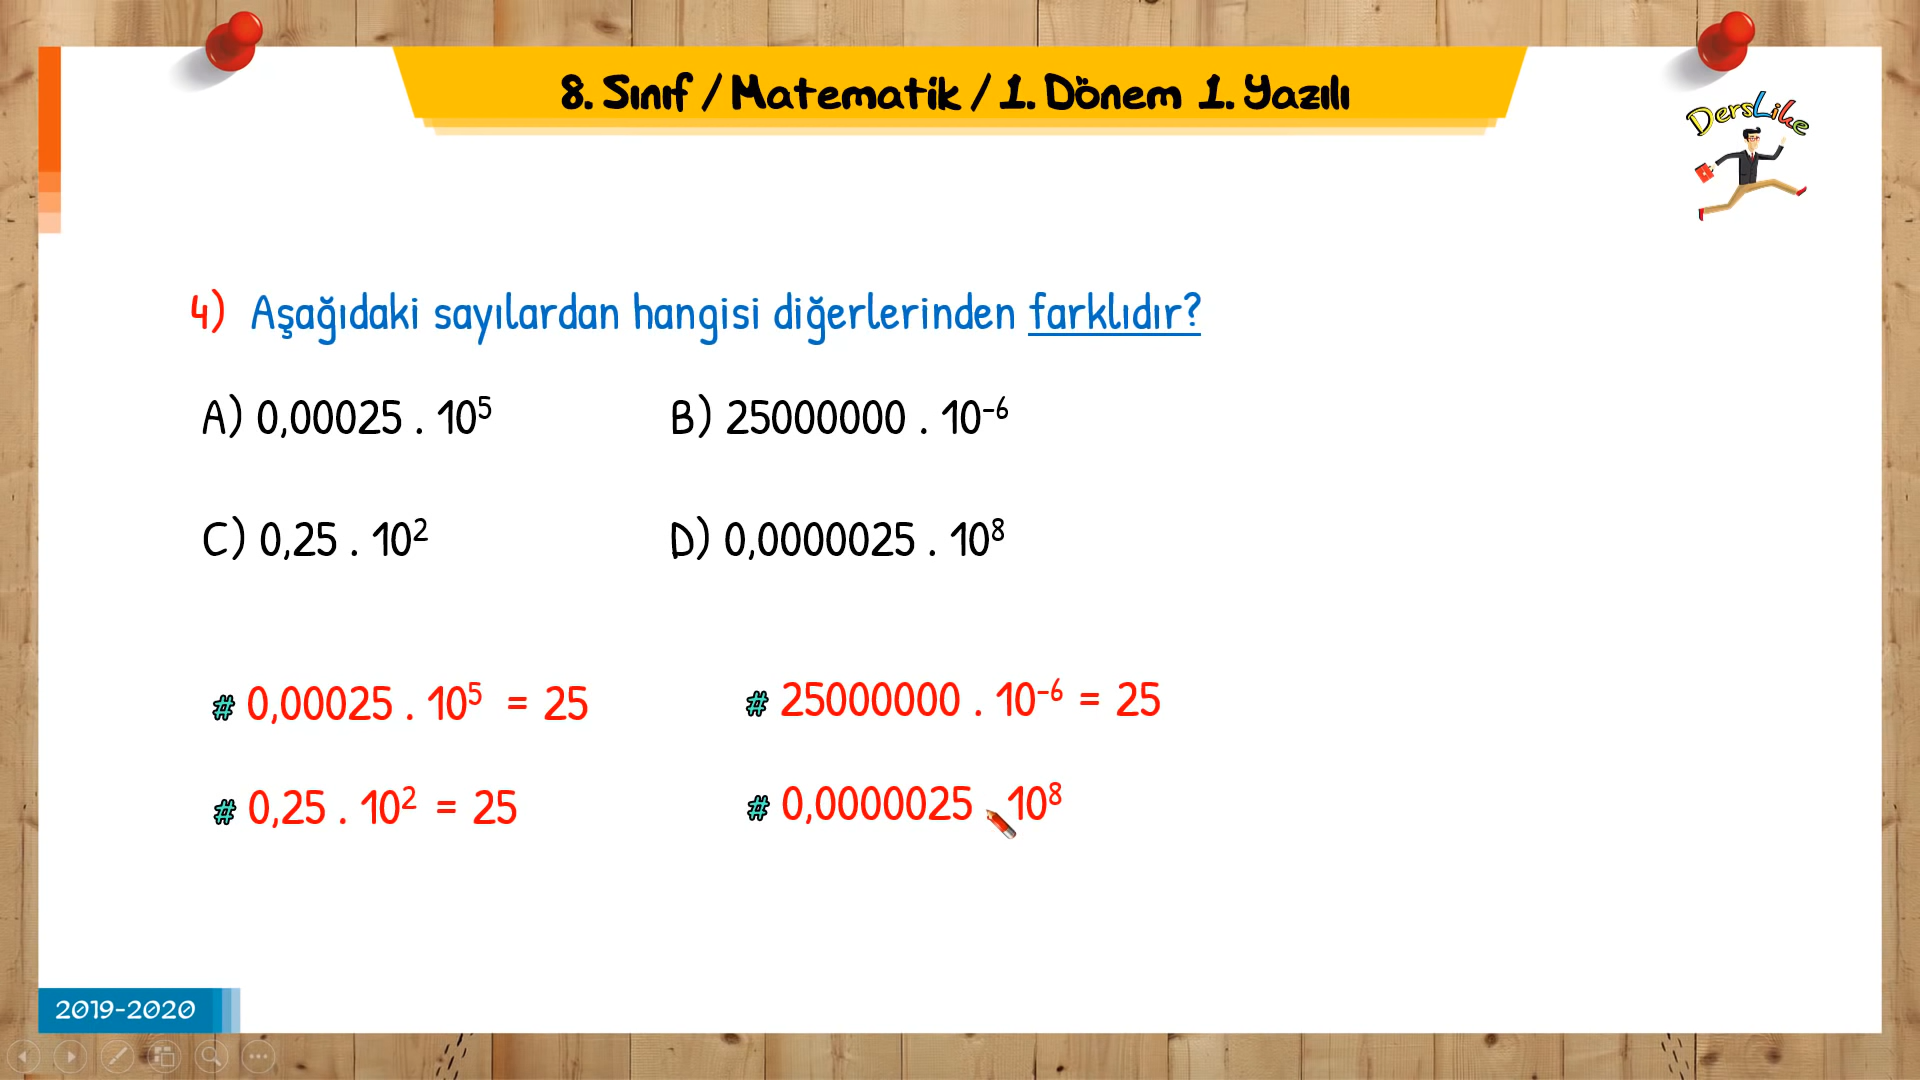 8. Sınıf / Matematik / 1. Dönem 1. Yazılı
DersLike
4) Aşağıdaki sayılardan hangisi diğerlerinden farklıdır?
A) 0,00025 . 10⁵ B) 25000000 . 10⁻⁶
C) 0,25 . 10² D) 0,0000025 . 10⁸
# 0,00025 . 10⁵ = 25 # 25000000 . 10⁻⁶ = 25
# 0,25 . 10² = 25 # 0,0000025 10⁸
2019-2020